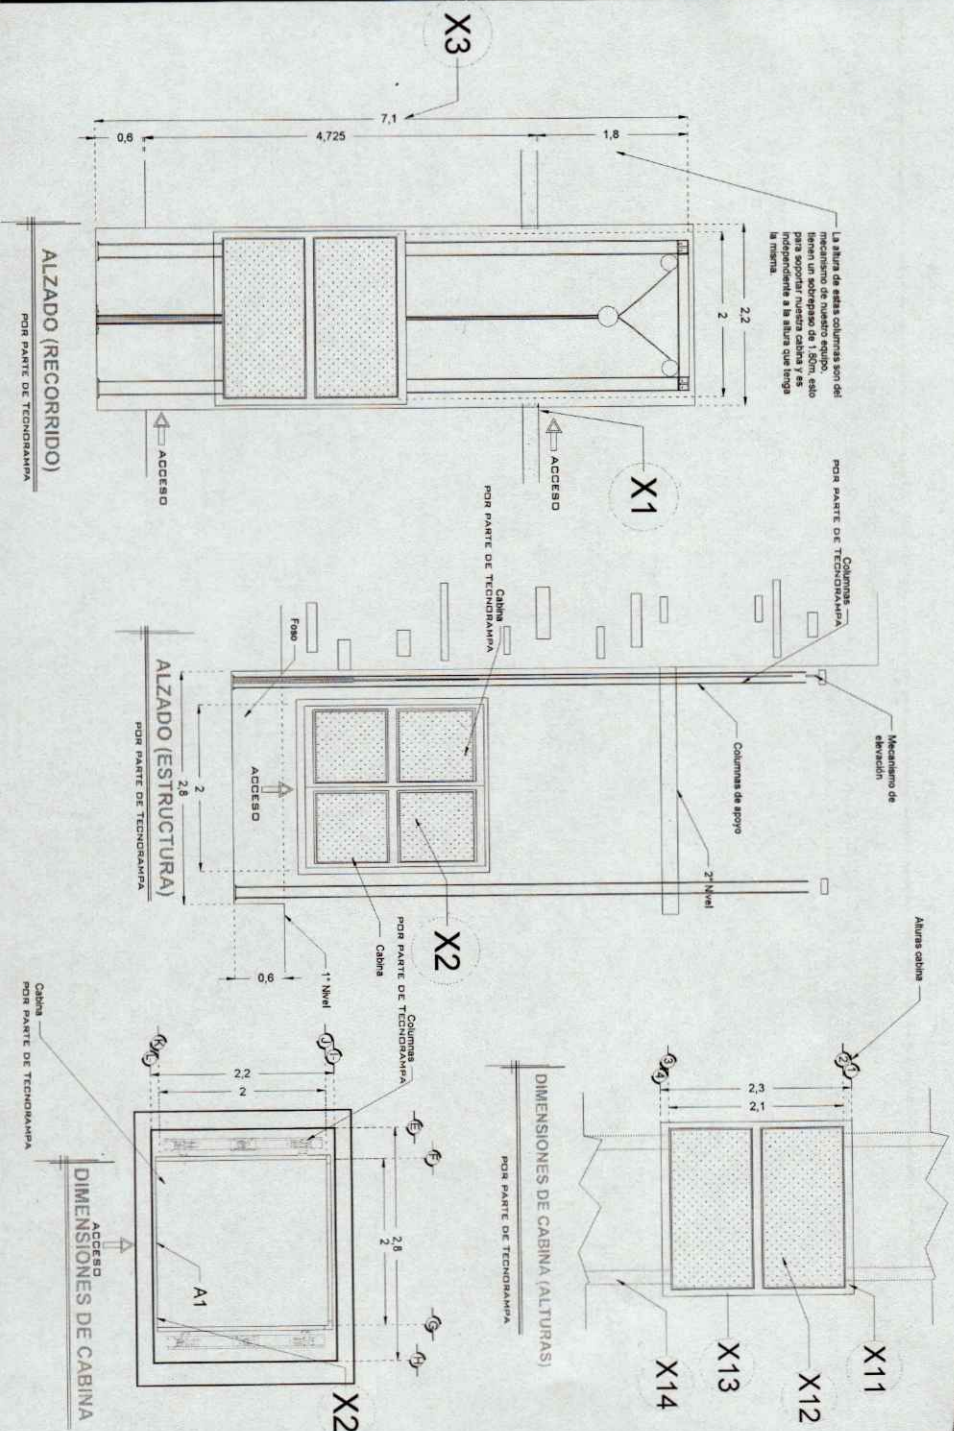 X3
7,1
0,6
4,725
1,8
La altura de estas columnas son del
mecanismo de nuestro equipo,
tienen un sobrepaso de 1.80m, esto
para soportar nuestra cabina y es
independiente a la altura que tenga
la misma.
2,2
2
X1
ACCESO
ACCESO
ALZADO (RECORRIDO)
POR PARTE DE TECNORAMPA
Columnas
POR PARTE DE TECNORAMPA
Cabina
POR PARTE DE TECNORAMPA
Mecanismo de
elevación
Columnas de apoyo
2° Nivel
Foso
ACCESO
2
2,8
0,6
1° Nivel
X2
Cabina
ALZADO (ESTRUCTURA)
POR PARTE DE TECNORAMPA
Alturas cabina
1
2
3
4
2,3
2,1
X11
X12
X13
X14
DIMENSIONES DE CABINA (ALTURAS)
POR PARTE DE TECNORAMPA
Columnas
POR PARTE DE TECNORAMPA
I
J
K
L
2,2
2
E
F
G
H
2,8
2
A1
X2
ACCESO
Cabina
POR PARTE DE TECNORAMPA
DIMENSIONES DE CABINA